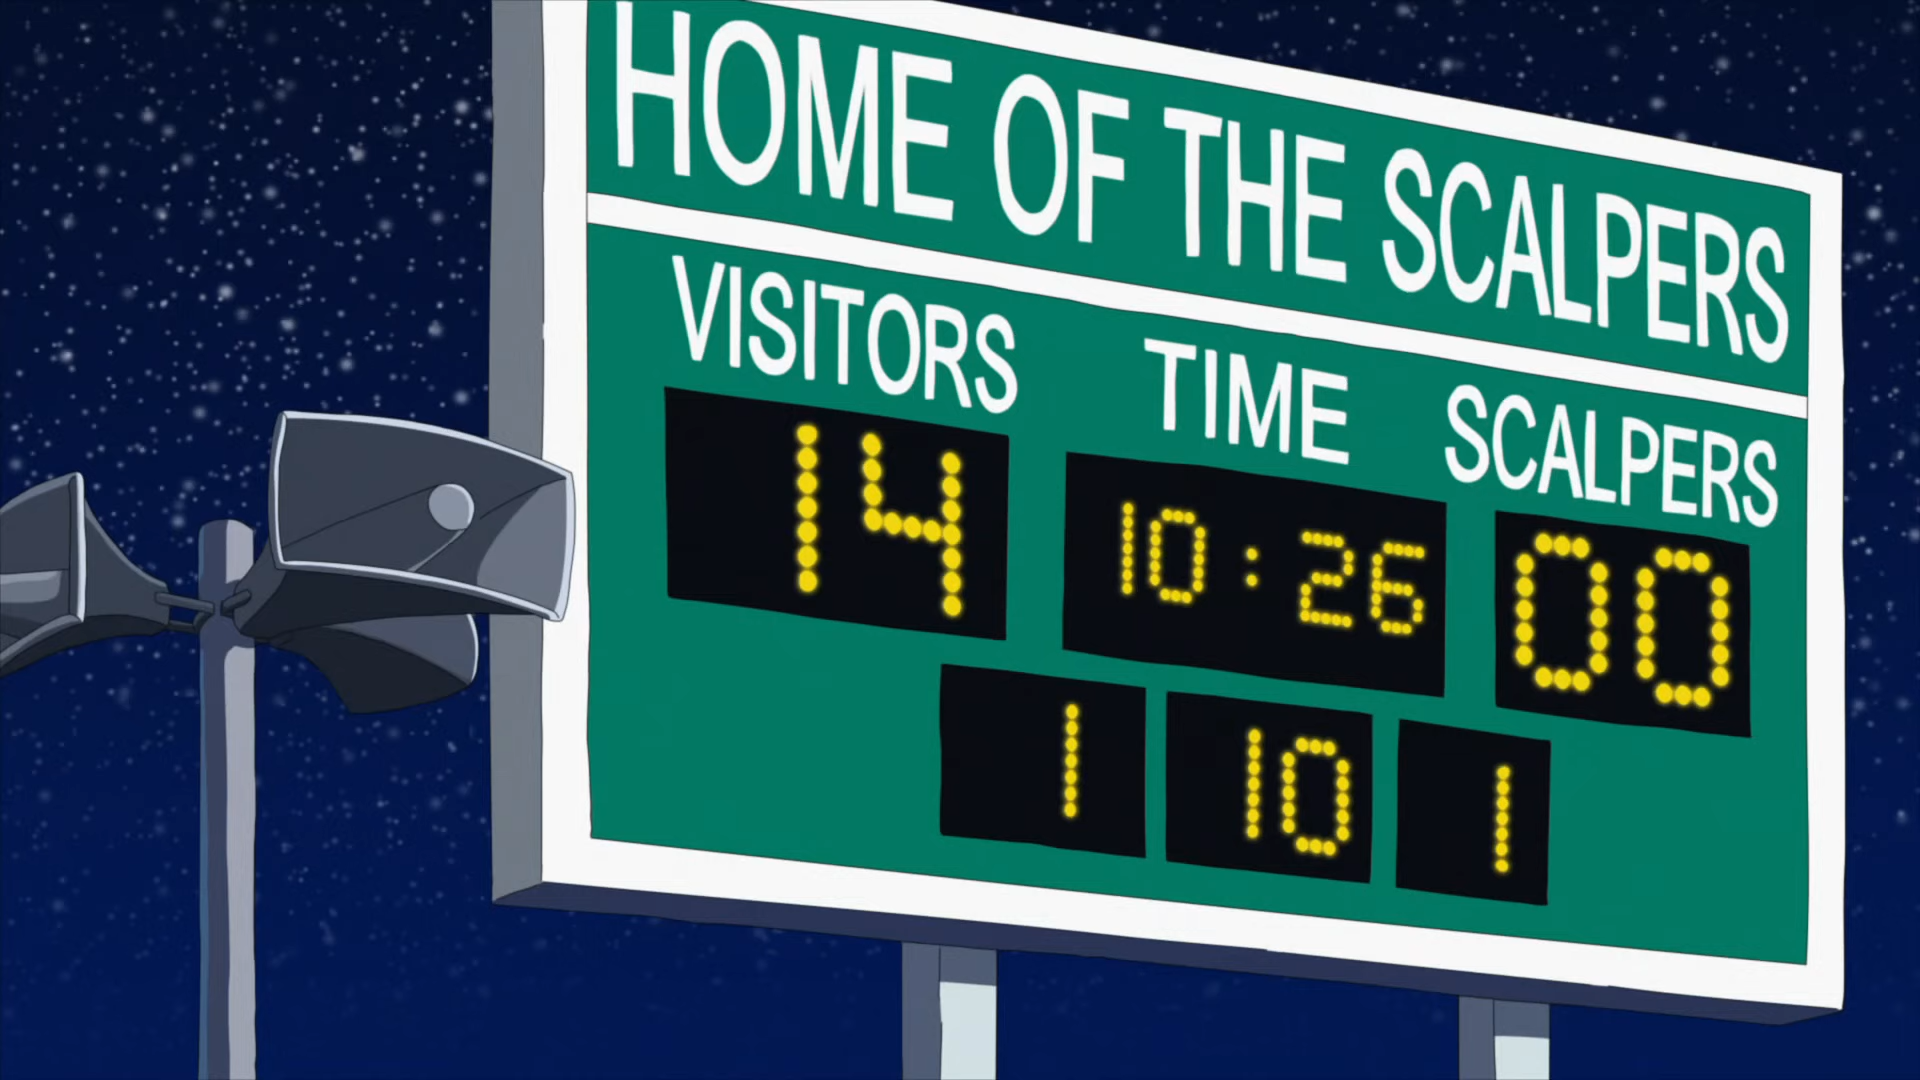 HOME OF THE SCALPERS
VISITORS TIME SCALPERS
14 10:26 00
1 10 1